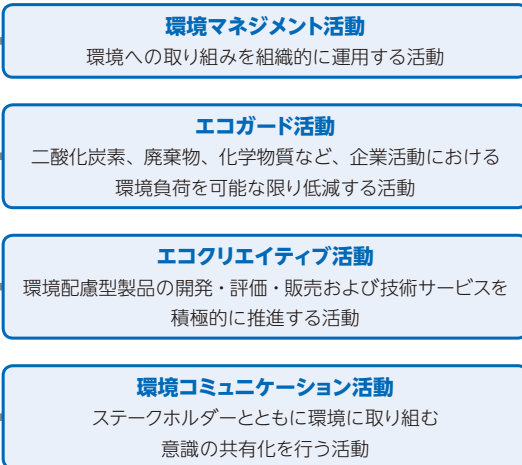 環境マネジメント活動
環境への取り組みを組織的に運用する活動
エコガード活動
二酸化炭素、廃棄物、化学物質など、企業活動における
環境負荷を可能な限り低減する活動
エコクリエイティブ活動
環境配慮型製品の開発・評価・販売および技術サービスを
積極的に推進する活動
環境コミュニケーション活動
ステークホルダーとともに環境に取り組む
意識の共有化を行う活動